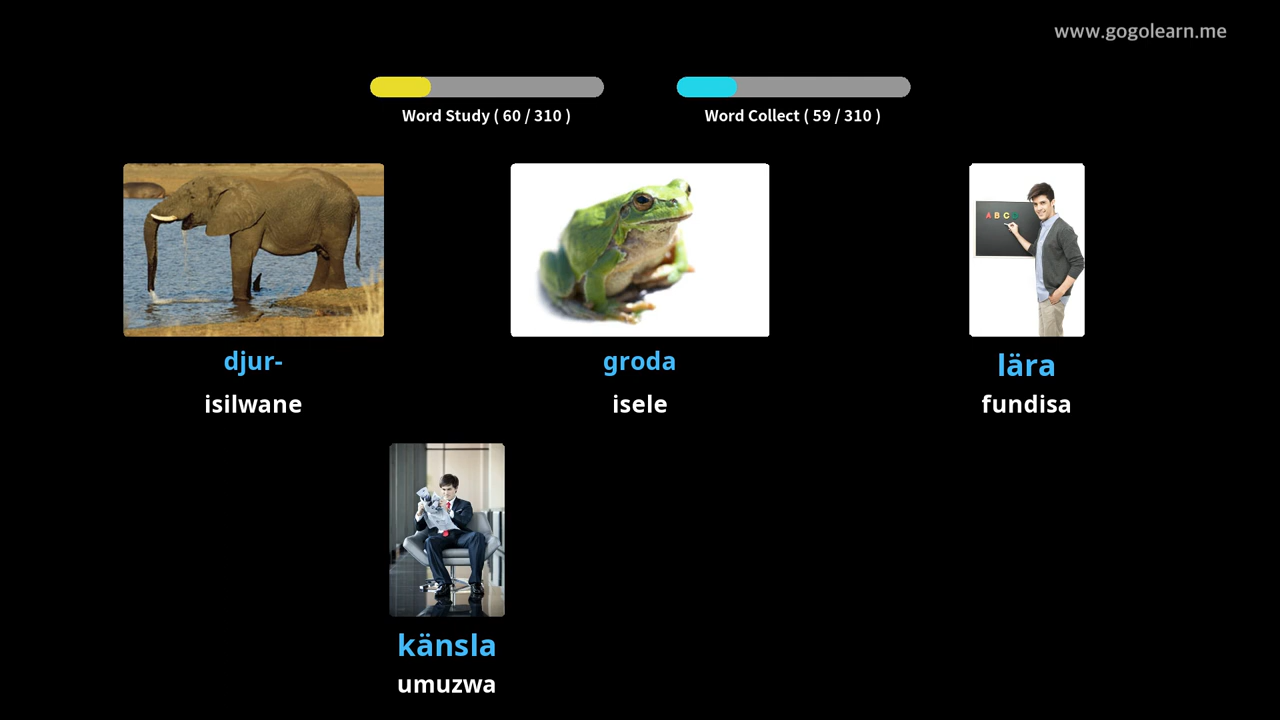 www.gogolearn.me
Word Study ( 60 / 310 )
Word Collect ( 59 / 310 )
A B C D
djur-
groda
lära
isilwane
isele
fundisa
känsla
umuzwa